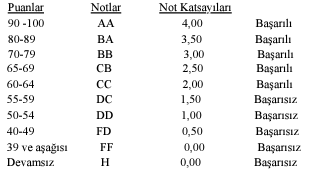 Puanlar Notlar Not Katsayıları
90 -100 AA 4,00 Başarılı
80-89 BA 3,50 Başarılı
70-79 BB 3,00 Başarılı
65-69 CB 2,50 Başarılı
60-64 CC 2,00 Başarılı
55-59 DC 1,50 Başarısız
50-54 DD 1,00 Başarısız
40-49 FD 0,50 Başarısız
39 ve aşağısı FF 0,00 Başarısız
Devamsız H 0,00 Başarısız